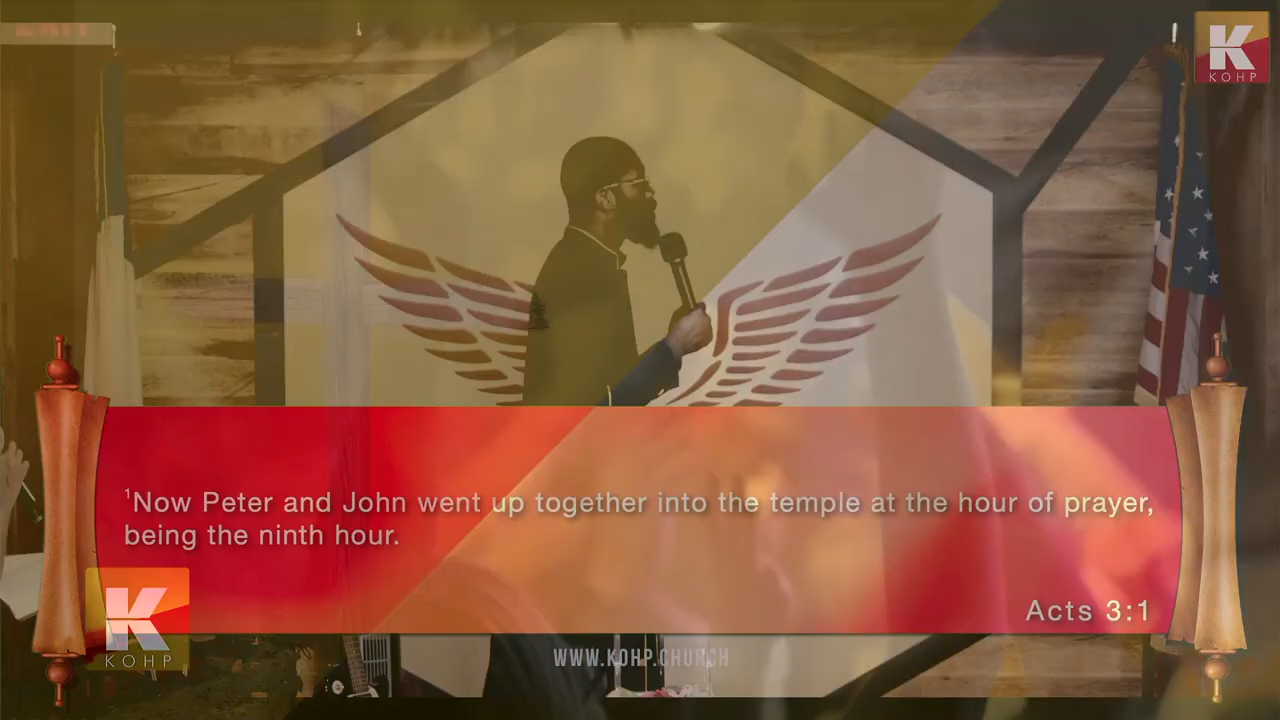 EXIT
K
KOHP
¹Now Peter and John went up together into the temple at the hour of prayer,
being the ninth hour.
Acts 3:1
K
KOHP
WWW.KOHP.CHURCH